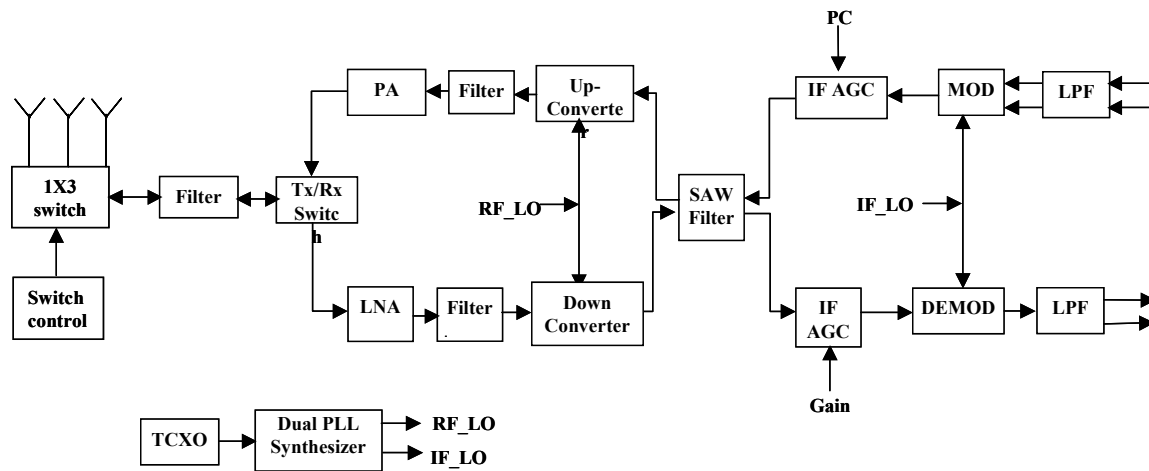 PC
PA
Filter
Up-
Converte
r
IF AGC
MOD
LPF
1X3
switch
Filter
Tx/Rx
Switc
h
RF_LO
SAW
Filter
IF_LO
Switch
control
LNA
Filter
.
Down
Converter
IF
AGC
DEMOD
LPF
Gain
TCXO
Dual PLL
Synthesizer
RF_LO
IF_LO